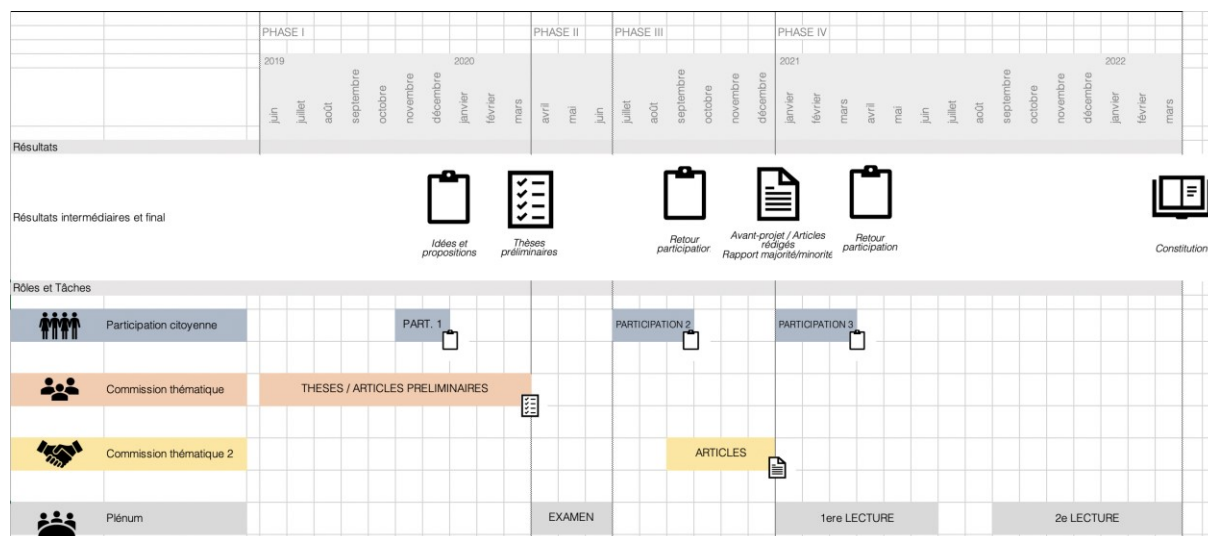 PHASE I PHASE II PHASE III PHASE IV
2019 2020 2021 2022
juin juillet août septembre octobre novembre décembre janvier février mars avril mai juin juillet août septembre octobre novembre décembre janvier février mars avril mai juin juillet août septembre octobre novembre décembre janvier février mars
Résultats
Résultats intermédiaires et final
Idées et
propositions
Thèses
préliminaires
Retour
participation
Avant-projet / Articles
rédigés
Rapport majorité/minorité
Retour
participation
Constitution
Rôles et Tâches
Participation citoyenne PART. 1 PARTICIPATION 2 PARTICIPATION 3
Commission thématique THESES / ARTICLES PRELIMINAIRES
Commission thématique 2 ARTICLES
Plénum EXAMEN 1ere LECTURE 2e LECTURE